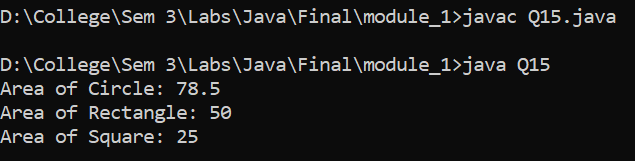 D:\College\Sem 3\Labs\Java\Final\module_1>javac Q15.java
D:\College\Sem 3\Labs\Java\Final\module_1>java Q15
Area of Circle: 78.5
Area of Rectangle: 50
Area of Square: 25